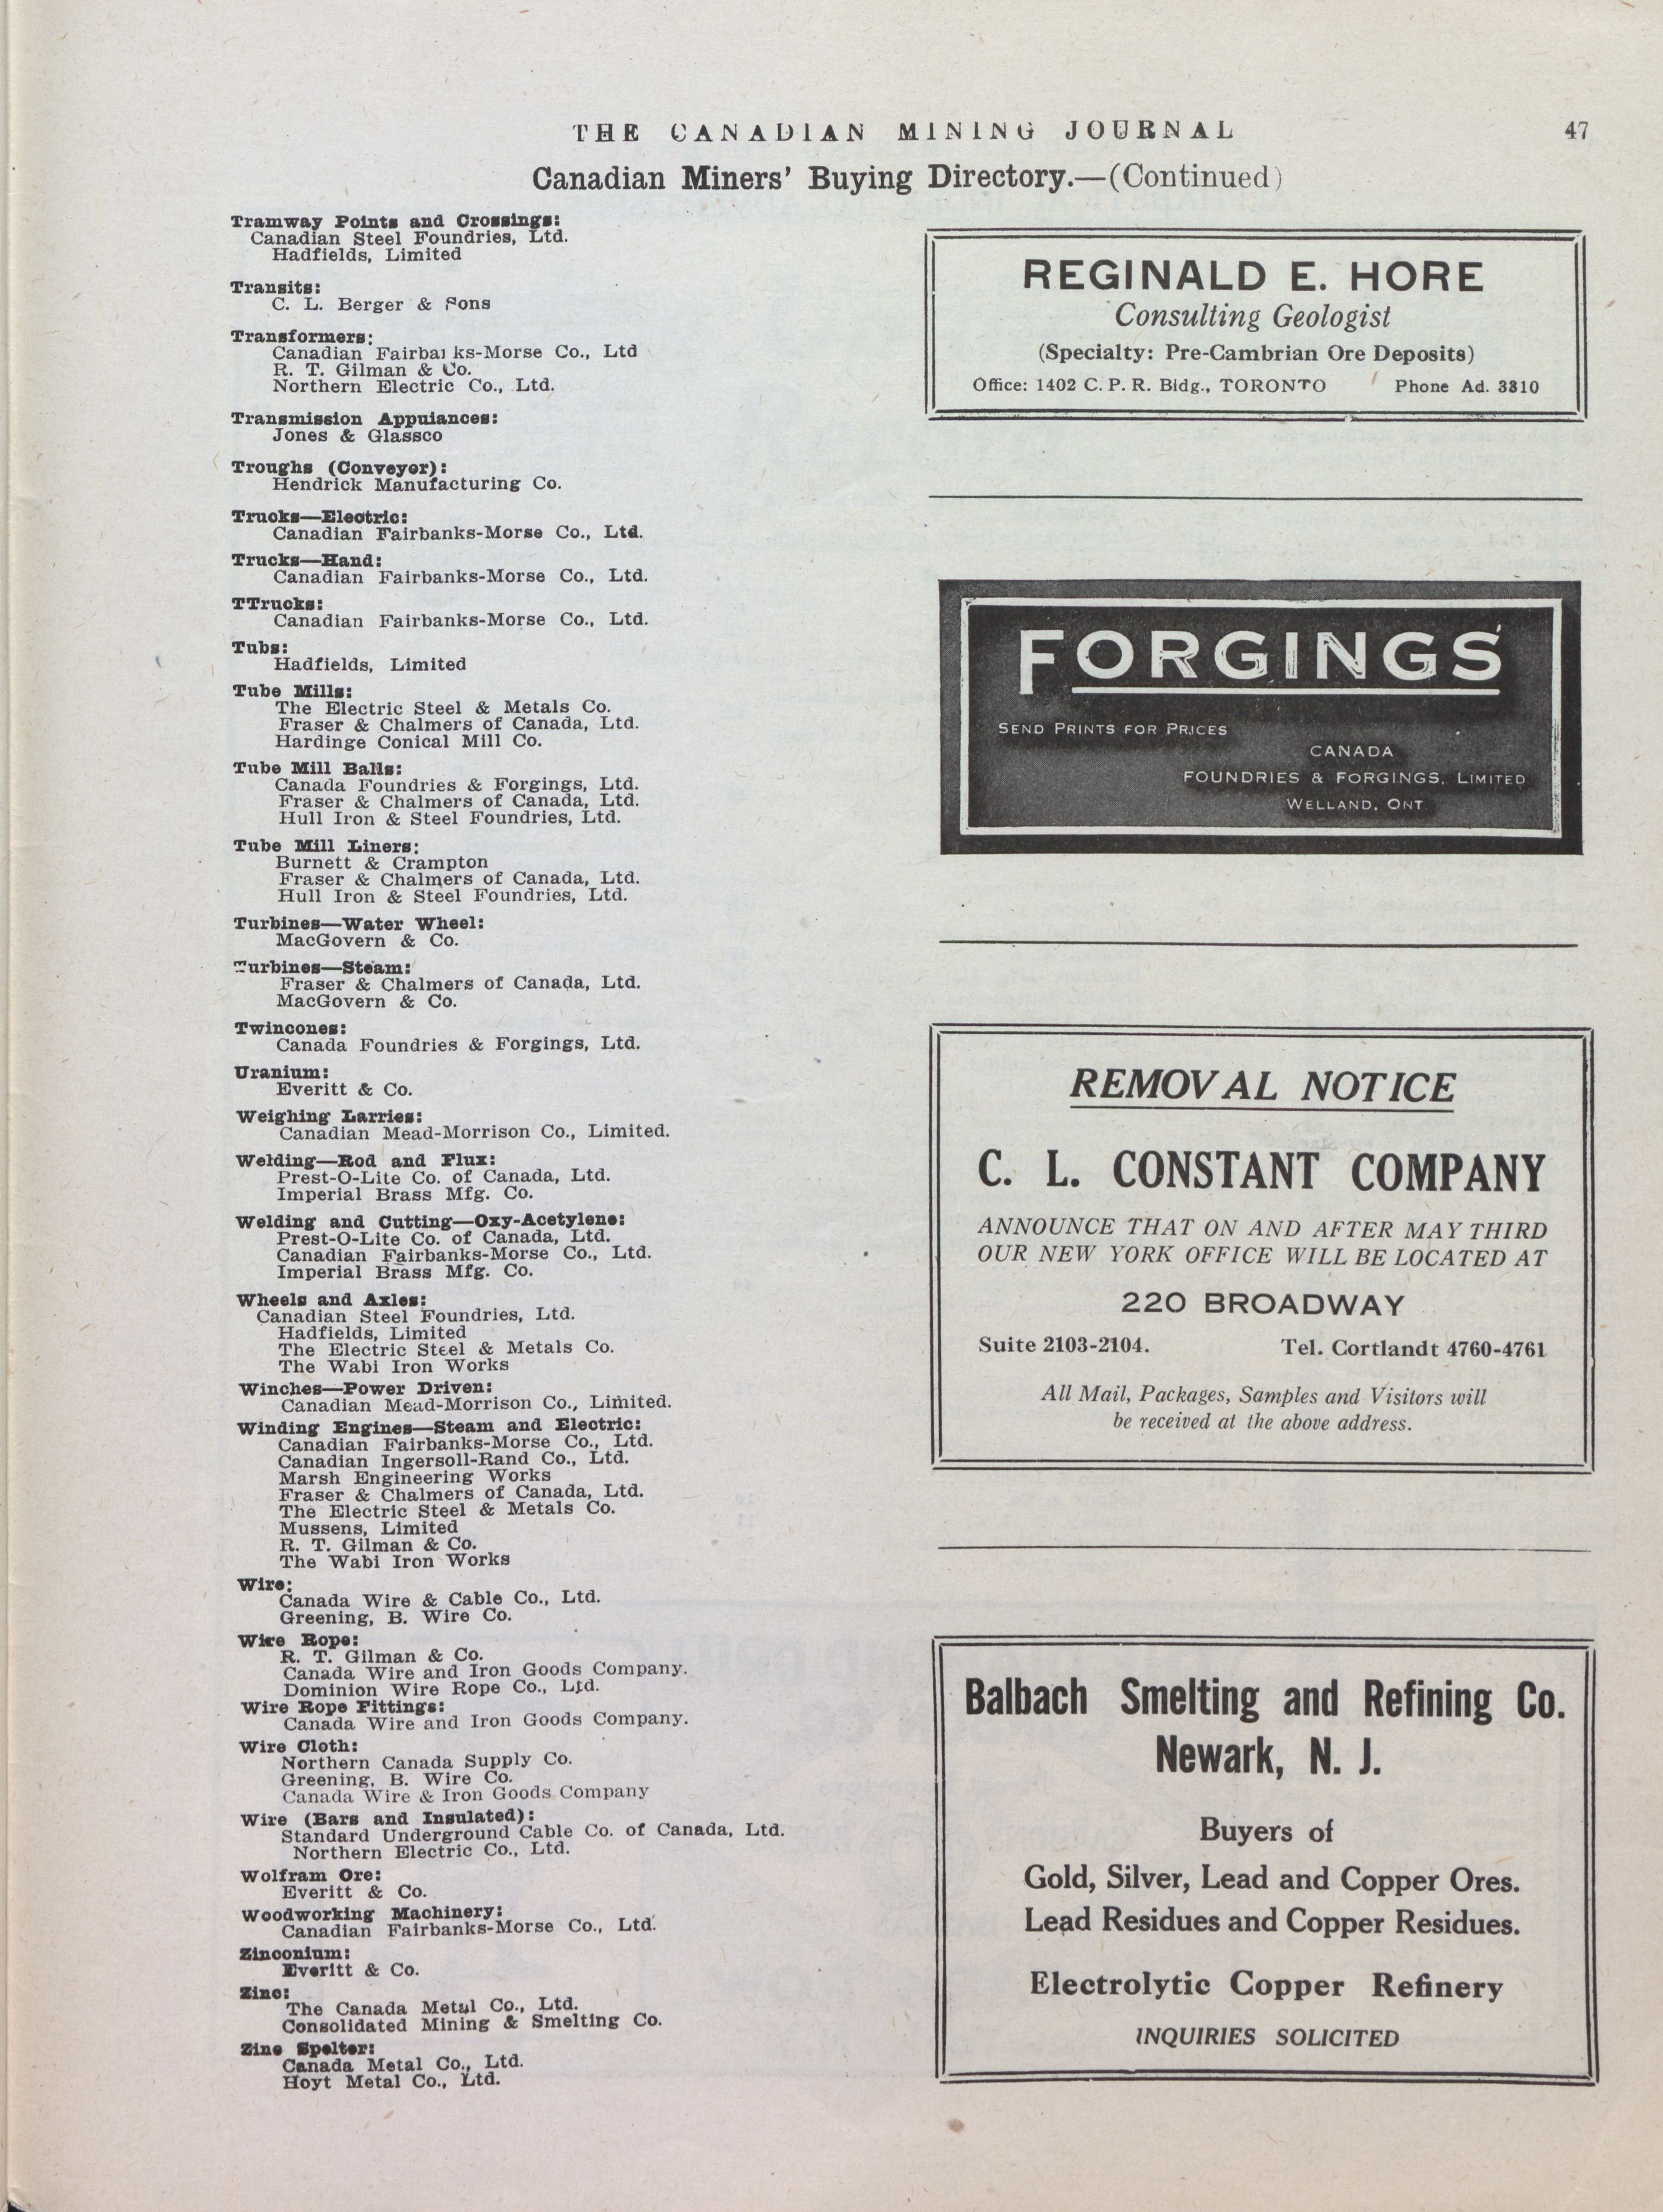 THE CANADIAN MINING JOURNAL
47
Canadian Miners' Buying Directory.—(Continued)
Tramway Points and Crossings:
Canadian Steel Foundries, Ltd.
Hadfields, Limited
Transits:
C. L. Berger & Sons
Transformers:
Canadian Fairbai ks-Morse Co., Ltd
R. T. Gilman & Co.
Northern Electric Co., Ltd.
Transmission Appuiances:
Jones & Glassco
Troughs (Conveyor):
Hendrick Manufacturing Co.
Trucks—Electric:
Canadian Fairbanks-Morse Co., Ltd.
Trucks—Hand:
Canadian Fairbanks-Morse Co., Ltd.
TTrucks:
Canadian Fairbanks-Morse Co., Ltd.
Tubs:
Hadfields, Limited
Tube Mills:
The Electric Steel & Metals Co.
Fraser & Chalmers of Canada, Ltd.
Hardinge Conical Mill Co.
Tube Mill Balls:
Canada Foundries & Forgings, Ltd.
Fraser & Chalmers of Canada, Ltd.
Hull Iron & Steel Foundries, Ltd.
Tube Mill Liners:
Burnett & Crampton
Fraser & Chalmers of Canada, Ltd.
Hull Iron & Steel Foundries, Ltd.
Turbines—Water Wheel:
MacGovern & Co.
Turbines—Steam:
Fraser & Chalmers of Canada, Ltd.
MacGovern & Co.
Twincones:
Canada Foundries & Forgings, Ltd.
Uranium:
Everitt & Co.
Weighing Larries:
Canadian Mead-Morrison Co., Limited.
Welding—Rod and Flux:
Prest-O-Lite Co. of Canada, Ltd.
Imperial Brass Mfg. Co.
Welding and Cutting—Oxy-Acetylene:
Prest-O-Lite Co. of Canada, Ltd.
Canadian Fairbanks-Morse Co., Ltd.
Imperial Brass Mfg. Co.
Wheels and Axles:
Canadian Steel Foundries, Ltd.
Hadfields, Limited
The Electric Steel & Metals Co.
The Wabi Iron Works
Winches—Power Driven:
Canadian Mead-Morrison Co., Limited.
Winding Engines—Steam and Electric:
Canadian Fairbanks-Morse Co., Ltd.
Canadian Ingersoll-Rand Co., Ltd.
Marsh Engineering Works
Fraser & Chalmers of Canada, Ltd.
The Electric Steel & Metals Co.
Mussens, Limited
R. T. Gilman & Co.
The Wabi Iron Works
Wire:
Canada Wire & Cable Co., Ltd.
Greening, B. Wire Co.
Wire Rope:
R. T. Gilman & Co.
Canada Wire and Iron Goods Company.
Dominion Wire Rope Co., Ltd.
Wire Rope Fittings:
Canada Wire and Iron Goods Company.
Wire Cloth:
Northern Canada Supply Co.
Greening, B. Wire Co.
Canada Wire & Iron Goods Company
Wire (Bars and Insulated):
Standard Underground Cable Co. of Canada, Ltd.
Northern Electric Co., Ltd.
Wolfram Ore:
Everitt & Co.
Woodworking Machinery:
Canadian Fairbanks-Morse Co., Ltd.
Zinconium:
Everitt & Co.
Zinc:
The Canada Metal Co., Ltd.
Consolidated Mining & Smelting Co.
Zinc Spelter:
Canada Metal Co., Ltd.
Hoyt Metal Co., Ltd.
REGINALD E. HORE
Consulting Geologist
(Specialty: Pre-Cambrian Ore Deposits)
Office: 1402 C. P. R. Bldg., TORONTO Phone Ad. 3310
FORGINGS
SEND PRINTS FOR PRICES
CANADA
FOUNDRIES & FORGINGS, LIMITED
WELLAND, ONT
REMOVAL NOTICE
C. L. CONSTANT COMPANY
ANNOUNCE THAT ON AND AFTER MAY THIRD
OUR NEW YORK OFFICE WILL BE LOCATED AT
220 BROADWAY
Suite 2103-2104. Tel. Cortlandt 4760-4761
All Mail, Packages, Samples and Visitors will
be received at the above address.
Balbach Smelting and Refining Co.
Newark, N. J.
Buyers of
Gold, Silver, Lead and Copper Ores.
Lead Residues and Copper Residues.
Electrolytic Copper Refinery
INQUIRIES SOLICITED